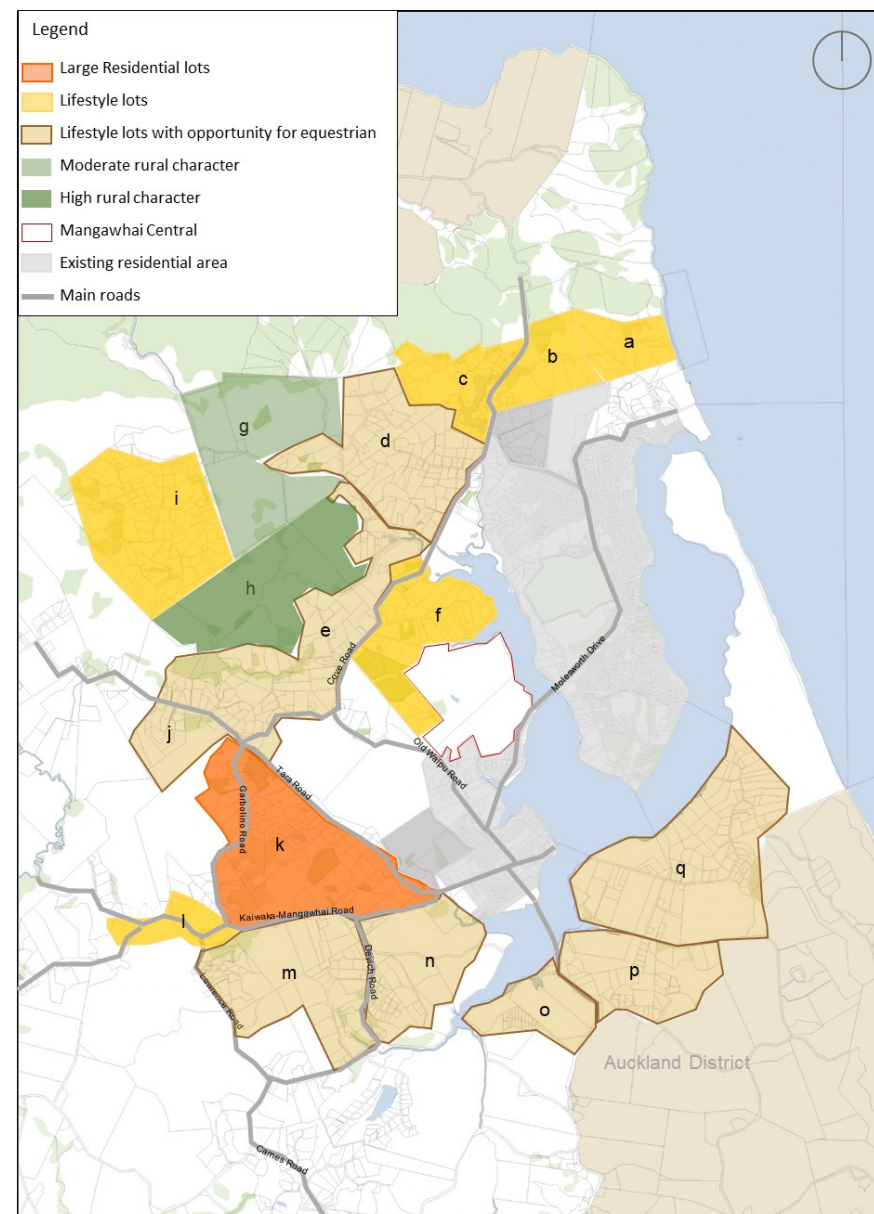 Legend
Large Residential lots
Lifestyle lots
Lifestyle lots with opportunity for equestrian
Moderate rural character
High rural character
Mangawhai Central
Existing residential area
Main roads
a
b
c
d
g
i
h
f
e
Cove Road
Molesworth Drive
j
Old Waipu Road
Tara Road
Garbolino Road
k
q
l
Kaiwaka-Mangawhai Road
m
Devich Road
n
p
Lawrence Road
o
Auckland District
Cames Road